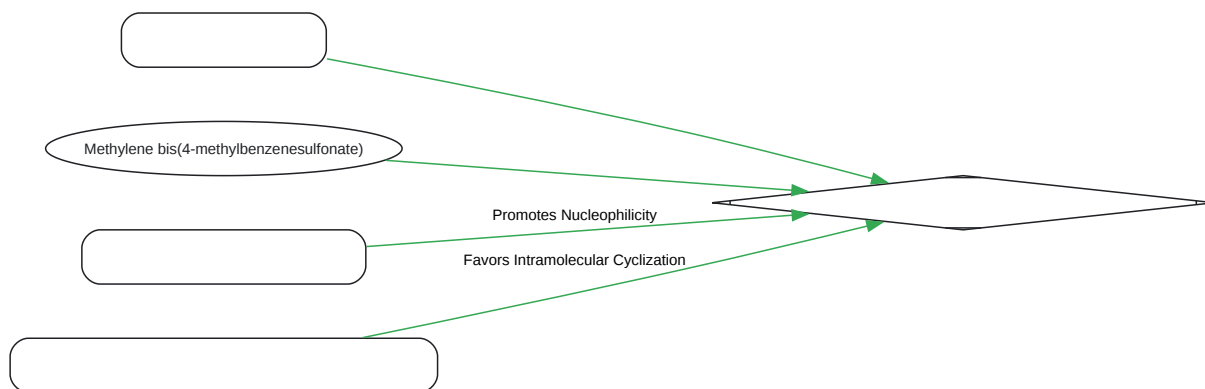 Methylene bis(4-methylbenzenesulfonate)
Promotes Nucleophilicity
Favors Intramolecular Cyclization